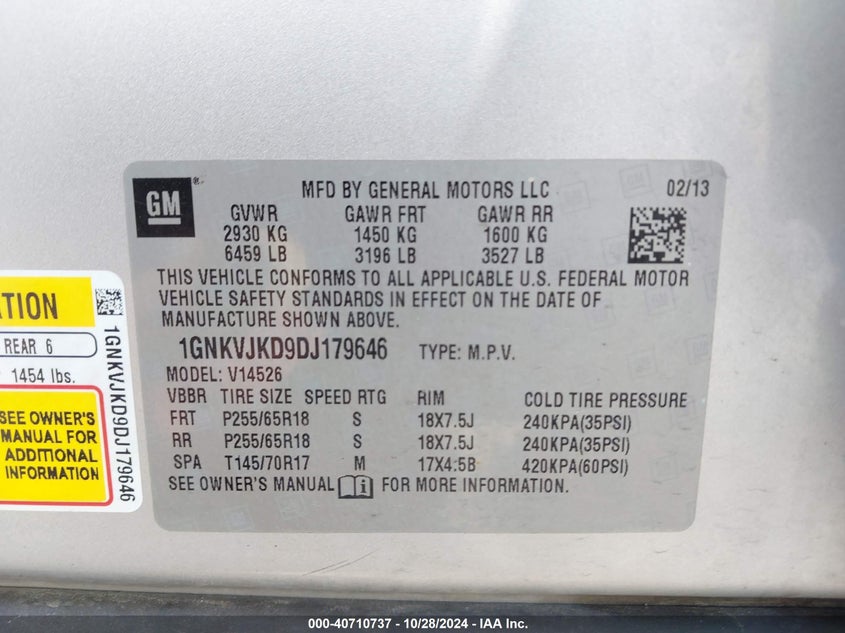 GM ®
MFD BY GENERAL MOTORS LLC 02/13
GVWR GAWR FRT GAWR RR
2930 KG 1450 KG 1600 KG
6459 LB 3196 LB 3527 LB
THIS VEHICLE CONFORMS TO ALL APPLICABLE U.S. FEDERAL MOTOR
VEHICLE SAFETY STANDARDS IN EFFECT ON THE DATE OF
MANUFACTURE SHOWN ABOVE.
1GNKVJKD9DJ179646 TYPE: M.P.V.
MODEL: V14526
VBBR TIRE SIZE SPEED RTG RIM COLD TIRE PRESSURE
FRT P255/65R18 S 18X7.5J 240KPA(35PSI)
RR P255/65R18 S 18X7.5J 240KPA(35PSI)
SPA T145/70R17 M 17X4.5B 420KPA(60PSI)
SEE OWNER'S MANUAL i FOR MORE INFORMATION.
ATION
REAR 6
1454 lbs.
SEE OWNER'S
MANUAL FOR
ADDITIONAL
INFORMATION
1GNKVJKD9DJ179646
000-40710737 - 10/28/2024 - IAA Inc.